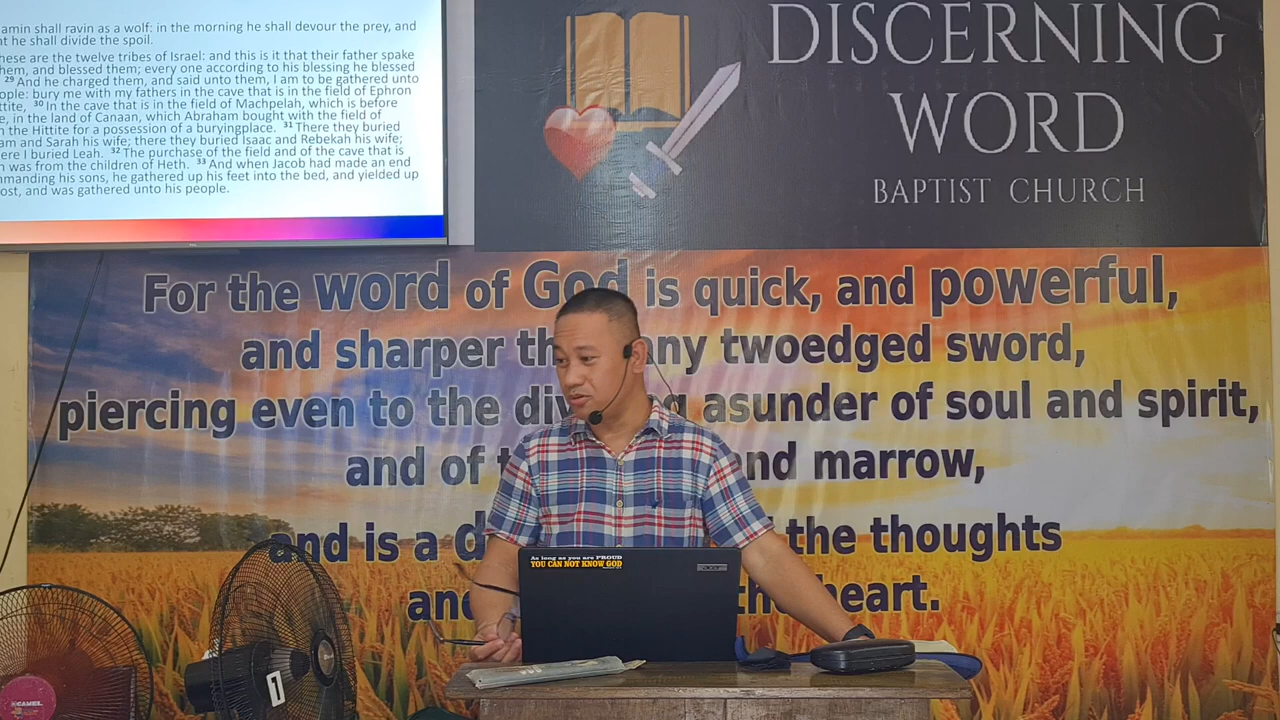 amin shall ravin as a wolf: in the morning he shall devour the prey, and
he shall divide the spoil.
hese are the twelve tribes of Israel: and this is it that their father spake
hem, and blessed them; every one according to his blessing he blessed
29 And he charged them, and said unto them, I am to be gathered unto
ople: bury me with my fathers in the cave that is in the field of Ephron
ttite, 30 In the cave that is in the field of Machpelah, which is before
e, in the land of Canaan, which Abraham bought with the field of
n the Hittite for a possession of a buryingplace. 31 There they buried
am and Sarah his wife; there they buried Isaac and Rebekah his wife;
ere I buried Leah. 32 The purchase of the field and of the cave that is
n was from the children of Heth. 33 And when Jacob had made an end
mmanding his sons, he gathered up his feet into the bed, and yielded up
ost, and was gathered unto his people.
DISCERNING
WORD
BAPTIST CHURCH
For the word of God is quick, and powerful,
and sharper th ny twoedged sword,
piercing even to the div g asunder of soul and spirit,
and of nd marrow,
and is a d the thoughts
and the heart.
As long as you are PROUD
YOU CAN NOT KNOW GOD
1
CAMEL